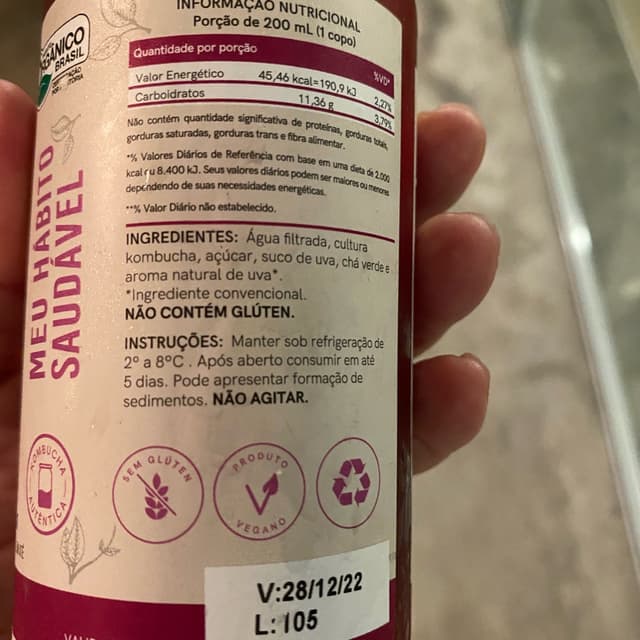 INFORMAÇÃO NUTRICIONAL
Porção de 200 mL (1 copo)
Quantidade por porção
%VD*
Valor Energético 45,46 kcal=190,9 kJ 2,27%
Carboidratos 11,36 g 3,79%
Não contém quantidade significativa de proteínas, gorduras totais,
gorduras saturadas, gorduras trans e fibra alimentar.
*% Valores Diários de Referência com base em uma dieta de 2.000
kcal ou 8.400 kJ. Seus valores diários podem ser maiores ou menores
dependendo de suas necessidades energéticas.
**% Valor Diário não estabelecido.
INGREDIENTES: Água filtrada, cultura
kombucha, açúcar, suco de uva, chá verde e
aroma natural de uva*.
*Ingrediente convencional.
NÃO CONTÉM GLÚTEN.
INSTRUÇÕES: Manter sob refrigeração de
2º a 8ºC . Após aberto consumir em até
5 dias. Pode apresentar formação de
sedimentos. NÃO AGITAR.
MEU HÁBITO
SAUDÁVEL
BRASIL
KOMBUCHA
AUTÊNTICA
SEM GLÚTEN
PRODUTO
VEGANO
V:28/12/22
L: 105